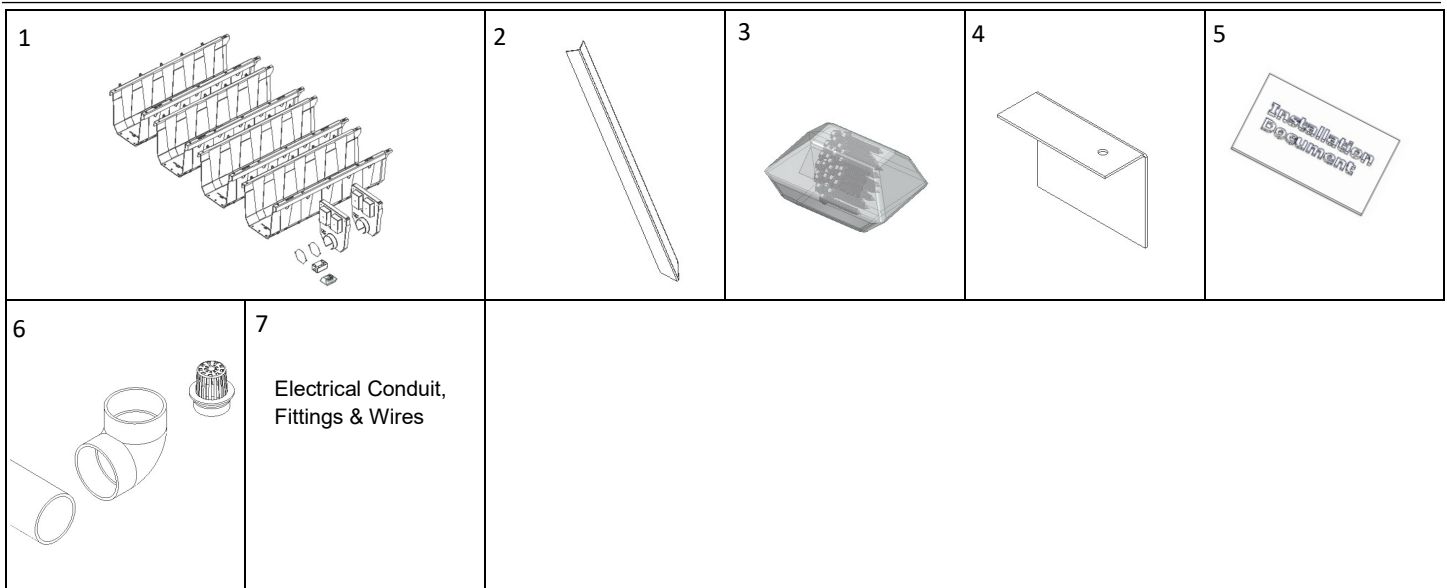 1
2
3
4
5
Installation
Document
6
7
Electrical Conduit,
Fittings & Wires